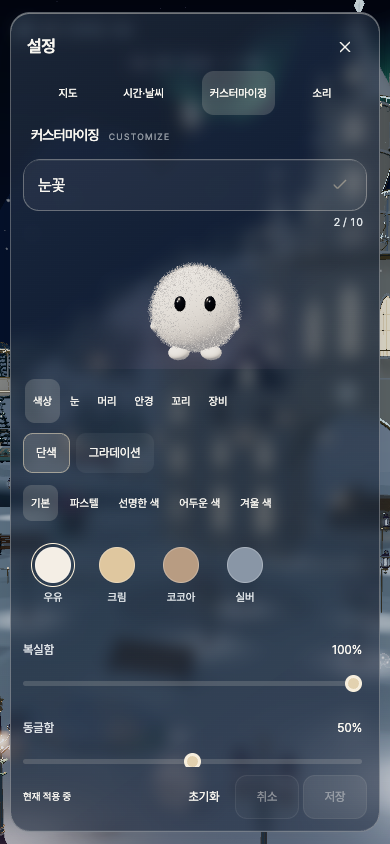 설정
지도 시간·날씨 커스터마이징 소리
커스터마이징 CUSTOMIZE
눈꽃
2 / 10
색상 눈 머리 안경 꼬리 장비
단색 그라데이션
기본 파스텔 선명한 색 어두운 색 겨울 색
우유 크림 코코아 실버
복실함 100%
동글함 50%
현재 적용 중 초기화 취소 저장